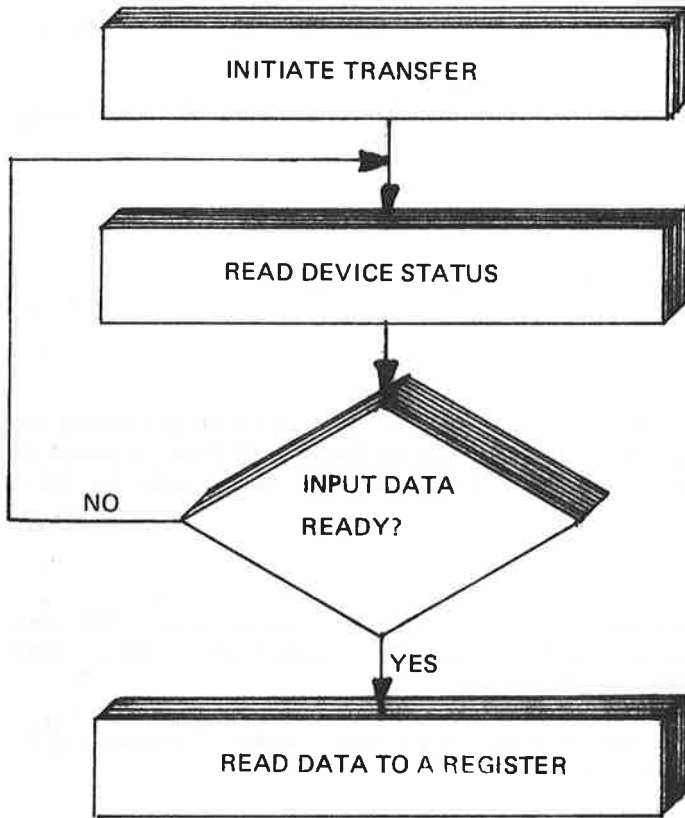 INITIATE TRANSFER
READ DEVICE STATUS
INPUT DATA
READY?
NO
YES
READ DATA TO A REGISTER